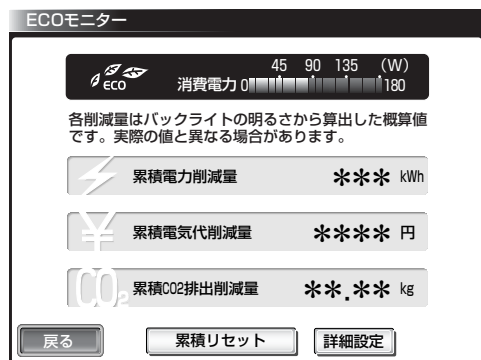 ECOモニター
45 90 135 (W)
eco 消費電力 0 180
各削減量はバックライトの明るさから算出した概算値
です。実際の値と異なる場合があります。
累積電力削減量 *** kWh
¥ 累積電気代削減量 **** 円
CO2 累積CO2排出削減量 **.** kg
戻る 累積リセット 詳細設定